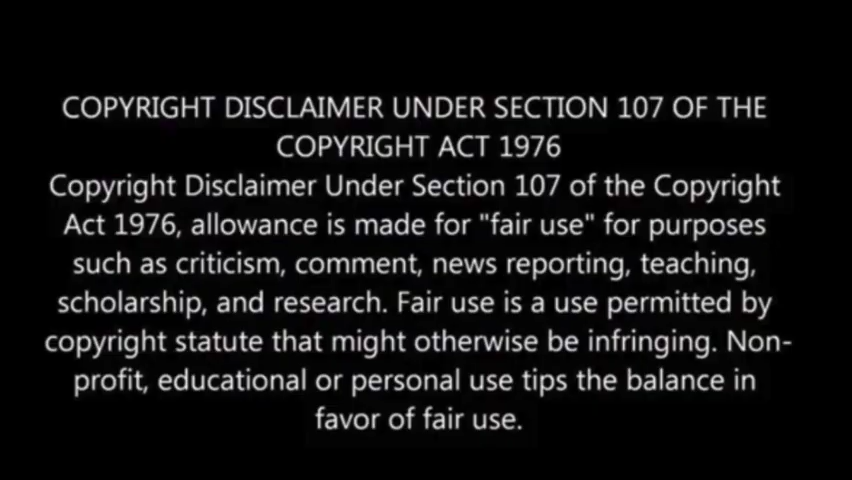 COPYRIGHT DISCLAIMER UNDER SECTION 107 OF THE
COPYRIGHT ACT 1976
Copyright Disclaimer Under Section 107 of the Copyright
Act 1976, allowance is made for "fair use" for purposes
such as criticism, comment, news reporting, teaching,
scholarship, and research. Fair use is a use permitted by
copyright statute that might otherwise be infringing. Non-
profit, educational or personal use tips the balance in
favor of fair use.